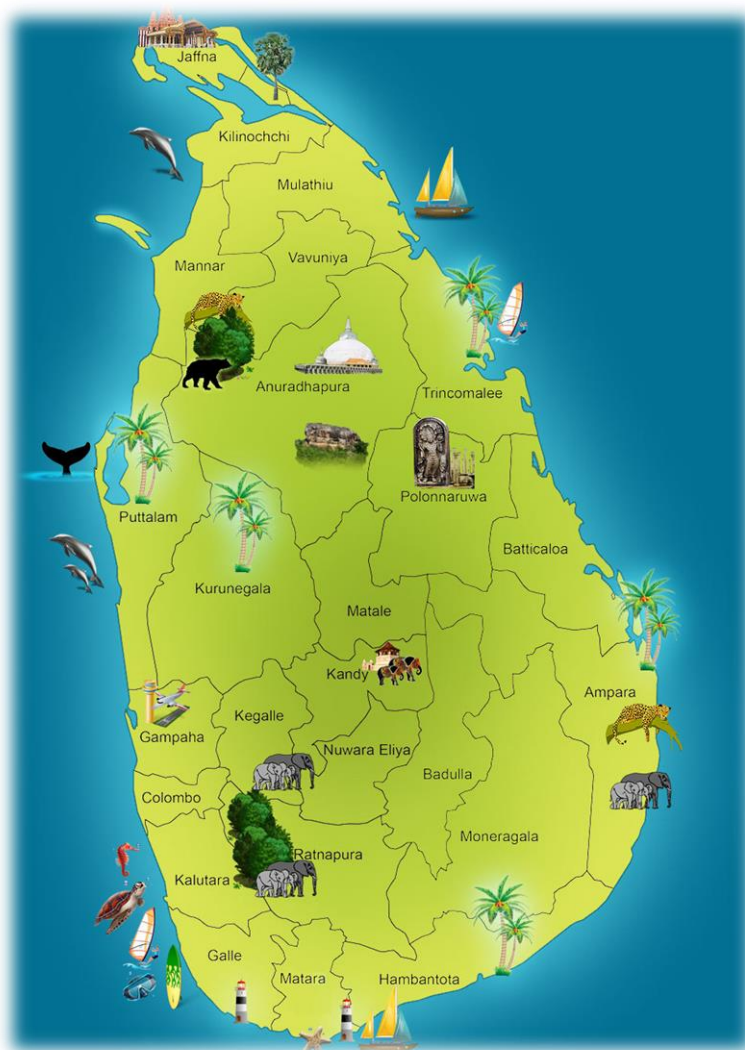 Jaffna
Kilinochchi
Mulathiu
Vavuniya
Mannar
Anuradhapura
Trincomalee
Polonnaruwa
Puttalam
Batticaloa
Kurunegala
Matale
Kandy
Ampara
Kegalle
Gampaha
Nuwara Eliya
Badulla
Colombo
Moneragala
Ratnapura
Kalutara
Galle
Matara
Hambantota